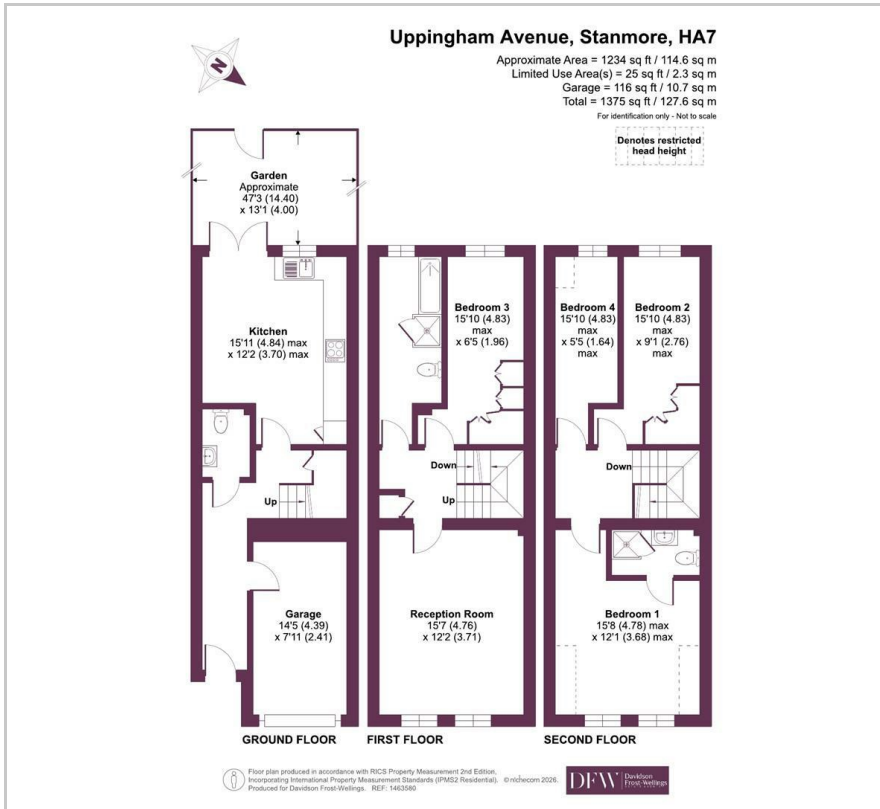 Uppingham Avenue, Stanmore, HA7
Approximate Area = 1234 sq ft / 114.6 sq m
Limited Use Area(s) = 25 sq ft / 2.3 sq m
Garage = 116 sq ft / 10.7 sq m
Total = 1375 sq ft / 127.6 sq m
For identification only - Not to scale
Denotes restricted
head height
N
Garden
Approximate
47'3 (14.40)
x 13'1 (4.00)
Kitchen
15'11 (4.84) max
x 12'2 (3.70) max
Up
Garage
14'5 (4.39)
x 7'11 (2.41)
GROUND FLOOR
Bedroom 3
15'10 (4.83)
max
x 6'5 (1.96)
Down
Up
Reception Room
15'7 (4.76)
x 12'2 (3.71)
FIRST FLOOR
Bedroom 4
15'10 (4.83)
max
x 5'5 (1.64)
max
Bedroom 2
15'10 (4.83)
max
x 9'1 (2.76)
max
Down
Bedroom 1
15'8 (4.78) max
x 12'1 (3.68) max
SECOND FLOOR
Floor plan produced in accordance with RICS Property Measurement 2nd Edition,
Incorporating International Property Measurement Standards (IPMS2 Residential). © nichecom 2026.
Produced for Davidson Frost-Wellings. REF: 1463580
DFW
Davidson
Frost-Wellings